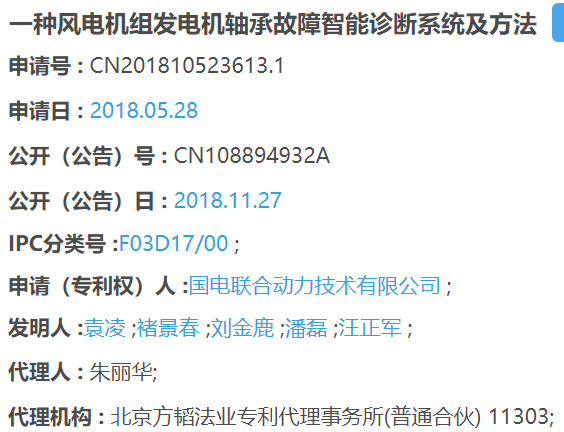 一种风电机组发电机轴承故障智能诊断系统及方法
申请号：CN201810523613.1
申请日：2018.05.28
公开（公告）号：CN108894932A
公开（公告）日：2018.11.27
IPC分类号:F03D17/00 ;
申请（专利权）人 :国电联合动力技术有限公司 ;
发明人 :袁凌 ;褚景春 ;刘金鹿 ;潘磊 ;汪正军 ;
代理人：朱丽华;
代理机构：北京方韬法业专利代理事务所(普通合伙) 11303;